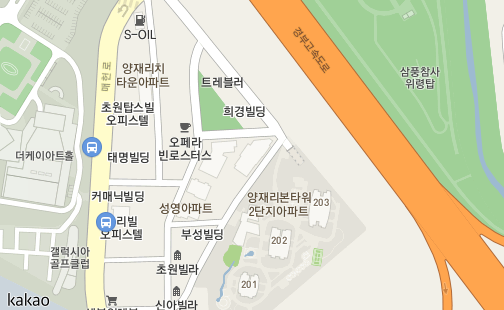 S-OIL
매헌로
경부고속도로
양재리치
타운아파트
트레블러
삼풍참사
위령탑
초원탑스빌
오피스텔
희경빌딩
오페라
빈로스터스
더케이아트홀
태명빌딩
커매닉빌딩
성영아파트
양재리본타워
2단지아파트
203
리빌
오피스텔
부성빌딩
202
갤럭시아
골프클럽
초원빌라
201
신아빌라
kakao